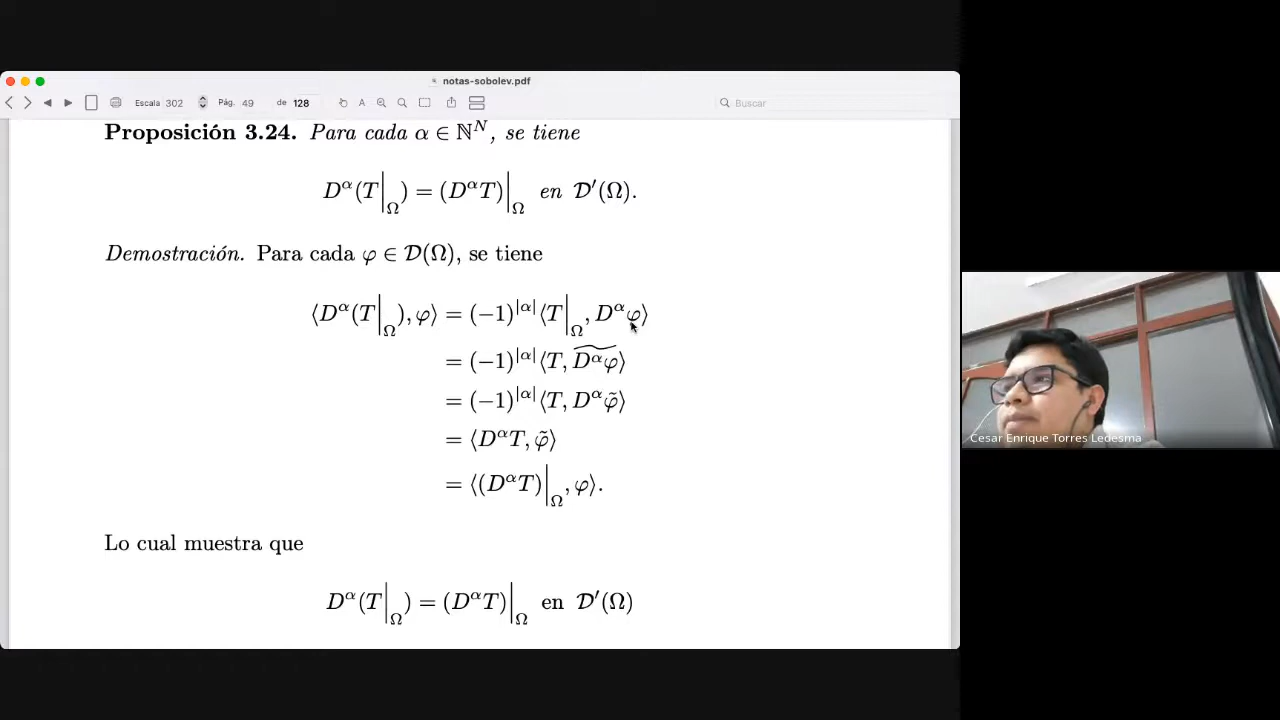 notas-sobolev.pdf
Escala 302 Pág. 49 de 128 Buscar
Proposición 3.24. Para cada α ∈ ℕ^N, se tiene
D^α(T|_Ω) = (D^αT)|_Ω en 𝒟′(Ω).
Demostración. Para cada φ ∈ 𝒟(Ω), se tiene
⟨D^α(T|_Ω), φ⟩ = (−1)^{|α|}⟨T|_Ω, D^αφ⟩
= (−1)^{|α|}⟨T, \widetilde{D^αφ}⟩
= (−1)^{|α|}⟨T, D^α\tilde{φ}⟩
= ⟨D^αT, \tilde{φ}⟩
= ⟨(D^αT)|_Ω, φ⟩.
Lo cual muestra que
D^α(T|_Ω) = (D^αT)|_Ω en 𝒟′(Ω)
Cesar Enrique Torres Ledesma